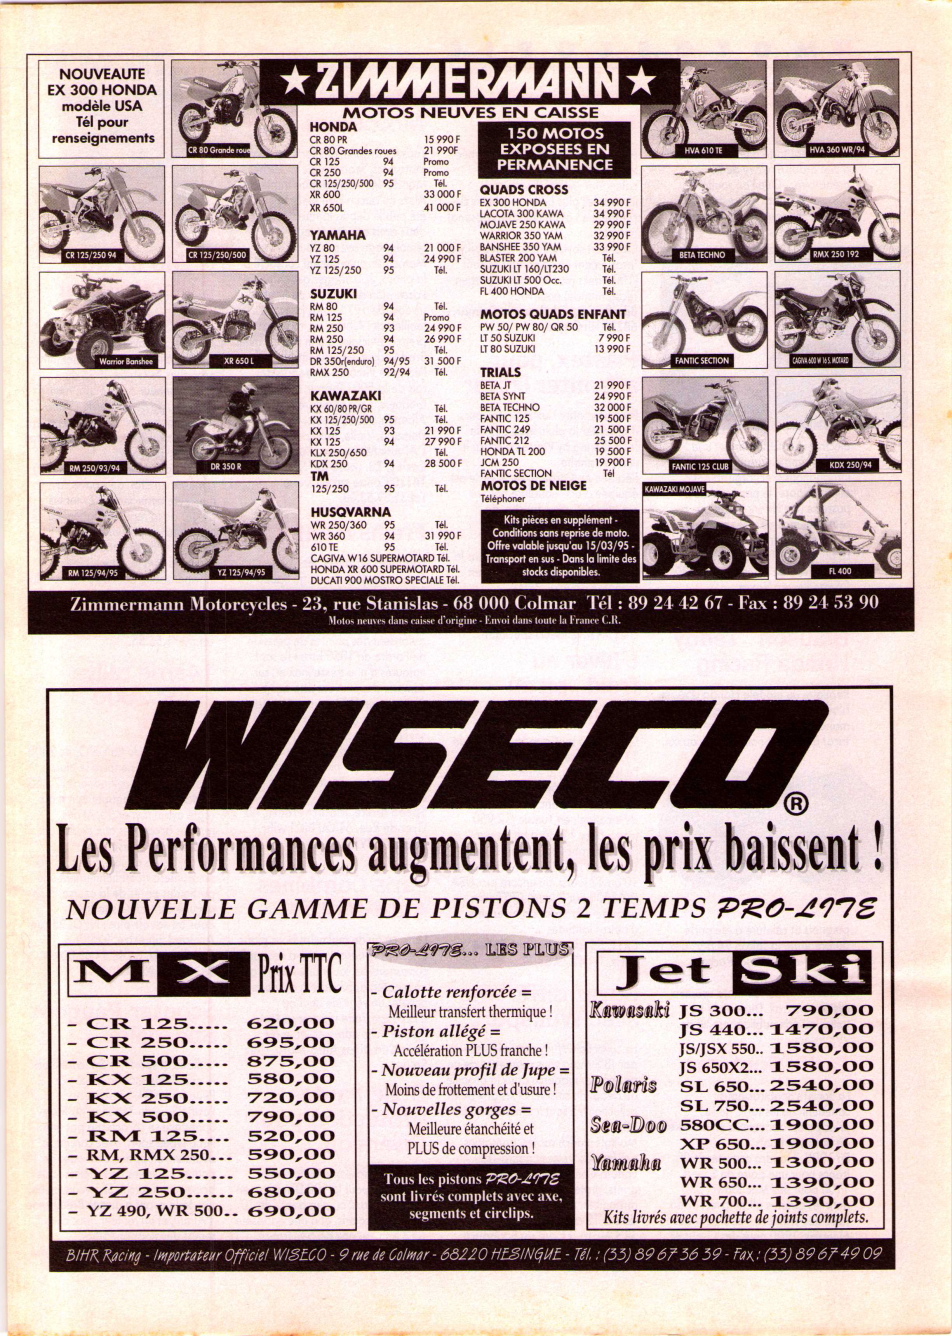 NOUVEAUTE
EX 300 HONDA
modèle USA
Tél pour
renseignements
CR 80 Grande roue
★ZIMMERMANN★
MOTOS NEUVES EN CAISSE
HVA 610 TE
HVA 360 WR/94
CR 125/250 94
CR 125/250/500
Warrior Banshee
XR 650 L
RM 250/93/94
DR 350 R
RM 125/94/95
YZ 125/94/95
HONDA
CR 80 PR 15 990 F
CR 80 Grandes roues 21 990F
CR 125 94 Promo
CR 250 94 Promo
CR 125/250/500 95 Tél.
XR 600 33 000 F
XR 650L 41 000 F
YAMAHA
YZ 80 94 21 000 F
YZ 125 94 24 990 F
YZ 125/250 95 Tél.
SUZUKI
RM 80 94 Tél.
RM 125 94 Promo
RM 250 93 24 990 F
RM 250 94 26 990 F
RM 125/250 95 Tél.
DR 350r(enduro) 94/95 31 500 F
RMX 250 92/94 Tél.
KAWAZAKI
KX 60/80 PR/GR Tél.
KX 125/250/500 95 Tél.
KX 125 93 21 990 F
KX 125 94 27 990 F
KLX 250/650 Tél.
KDX 250 94 28 500 F
TM
125/250 95 Tél.
HUSQVARNA
WR 250/360 95 Tél.
WR 360 94 31 990 F
610 TE 95 Tél.
CAGIVA W16 SUPERMOTARD Tél.
HONDA XR 600 SUPERMOTARD Tél.
DUCATI 900 MOSTRO SPECIALE Tél.
150 MOTOS
EXPOSEES EN
PERMANENCE
QUADS CROSS
EX 300 HONDA 34 990 F
LACOTA 300 KAWA 34 990 F
MOJAVE 250 KAWA 29 990 F
WARRIOR 350 YAM 32 990 F
BANSHEE 350 YAM 33 990 F
BLASTER 200 YAM Tél.
SUZUKI LT 160/LT230 Tél.
SUZUKI LT 500 Occ. Tél.
FL 400 HONDA Tél.
MOTOS QUADS ENFANT
PW 50/ PW 80/ QR 50 Tél.
LT 50 SUZUKI 7 990 F
LT 80 SUZUKI 13 990 F
TRIALS
BETA JT 21 990 F
BETA SYNT 24 990 F
BETA TECHNO 32 000 F
FANTIC 125 19 500 F
FANTIC 249 21 500 F
FANTIC 212 25 500 F
HONDA TL 200 19 500 F
JCM 250 19 900 F
FANTIC SECTION Tél
MOTOS DE NEIGE
Téléphoner
Kits pièces en supplément -
Conditions sans reprise de moto.
Offre valable jusqu'au 15/03/95 -
Transport en sus - Dans la limite des
stocks disponibles.
BETA TECHNO
RMX 250 192
FANTIC SECTION
CAGIVA 600 W 16 S. MOTARD
FANTIC 125 CLUB
KDX 250/94
KAWAZAKI MOJAVE
FL 400
Zimmermann Motorcycles - 23, rue Stanislas - 68 000 Colmar Tél : 89 24 42 67 - Fax : 89 24 53 90
Motos neuves dans caisse d'origine - Envoi dans toute la France C.R.
WISECO®
Les Performances augmentent, les prix baissent !
NOUVELLE GAMME DE PISTONS 2 TEMPS PRO-LITE
MX Prix TTC
- CR 125..... 620,00
- CR 250..... 695,00
- CR 500..... 875,00
- KX 125..... 580,00
- KX 250..... 720,00
- KX 500..... 790,00
- RM 125.... 520,00
- RM, RMX 250... 590,00
- YZ 125...... 550,00
- YZ 250...... 680,00
- YZ 490, WR 500.. 690,00
PRO-LITE... LES PLUS
- Calotte renforcée =
Meilleur transfert thermique !
- Piston allégé =
Accélération PLUS franche !
- Nouveau profil de Jupe =
Moins de frottement et d'usure !
- Nouvelles gorges =
Meilleure étanchéité et
PLUS de compression !
Tous les pistons PRO-LITE
sont livrés complets avec axe,
segments et circlips.
Jet Ski
Kawasaki JS 300... 790,00
JS 440... 1470,00
JS/JSX 550.. 1580,00
JS 650X2... 1580,00
Polaris SL 650... 2540,00
SL 750... 2540,00
Sea-Doo 580CC... 1900,00
XP 650... 1900,00
Yamaha WR 500... 1300,00
WR 650... 1390,00
WR 700... 1390,00
Kits livrés avec pochette de joints complets.
BIHR Racing - Importateur Officiel WISECO - 9 rue de Colmar - 68220 HESINGUE - Tél. : (33) 89 67 36 39 - Fax : (33) 89 67 49 09